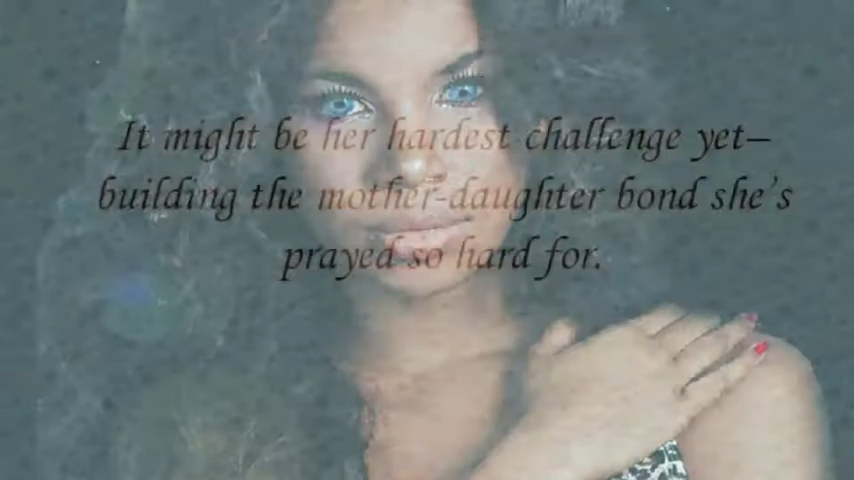 It might be her hardest challenge yet–
building the mother-daughter bond she's
prayed so hard for.